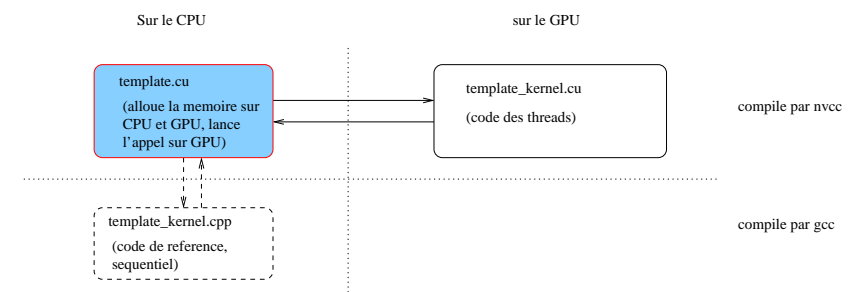 Sur le CPU
sur le GPU
template.cu
(alloue la memoire sur
CPU et GPU, lance
l'appel sur GPU)
template_kernel.cu
(code des threads)
compile par nvcc
template_kernel.cpp
(code de reference,
sequentiel)
compile par gcc